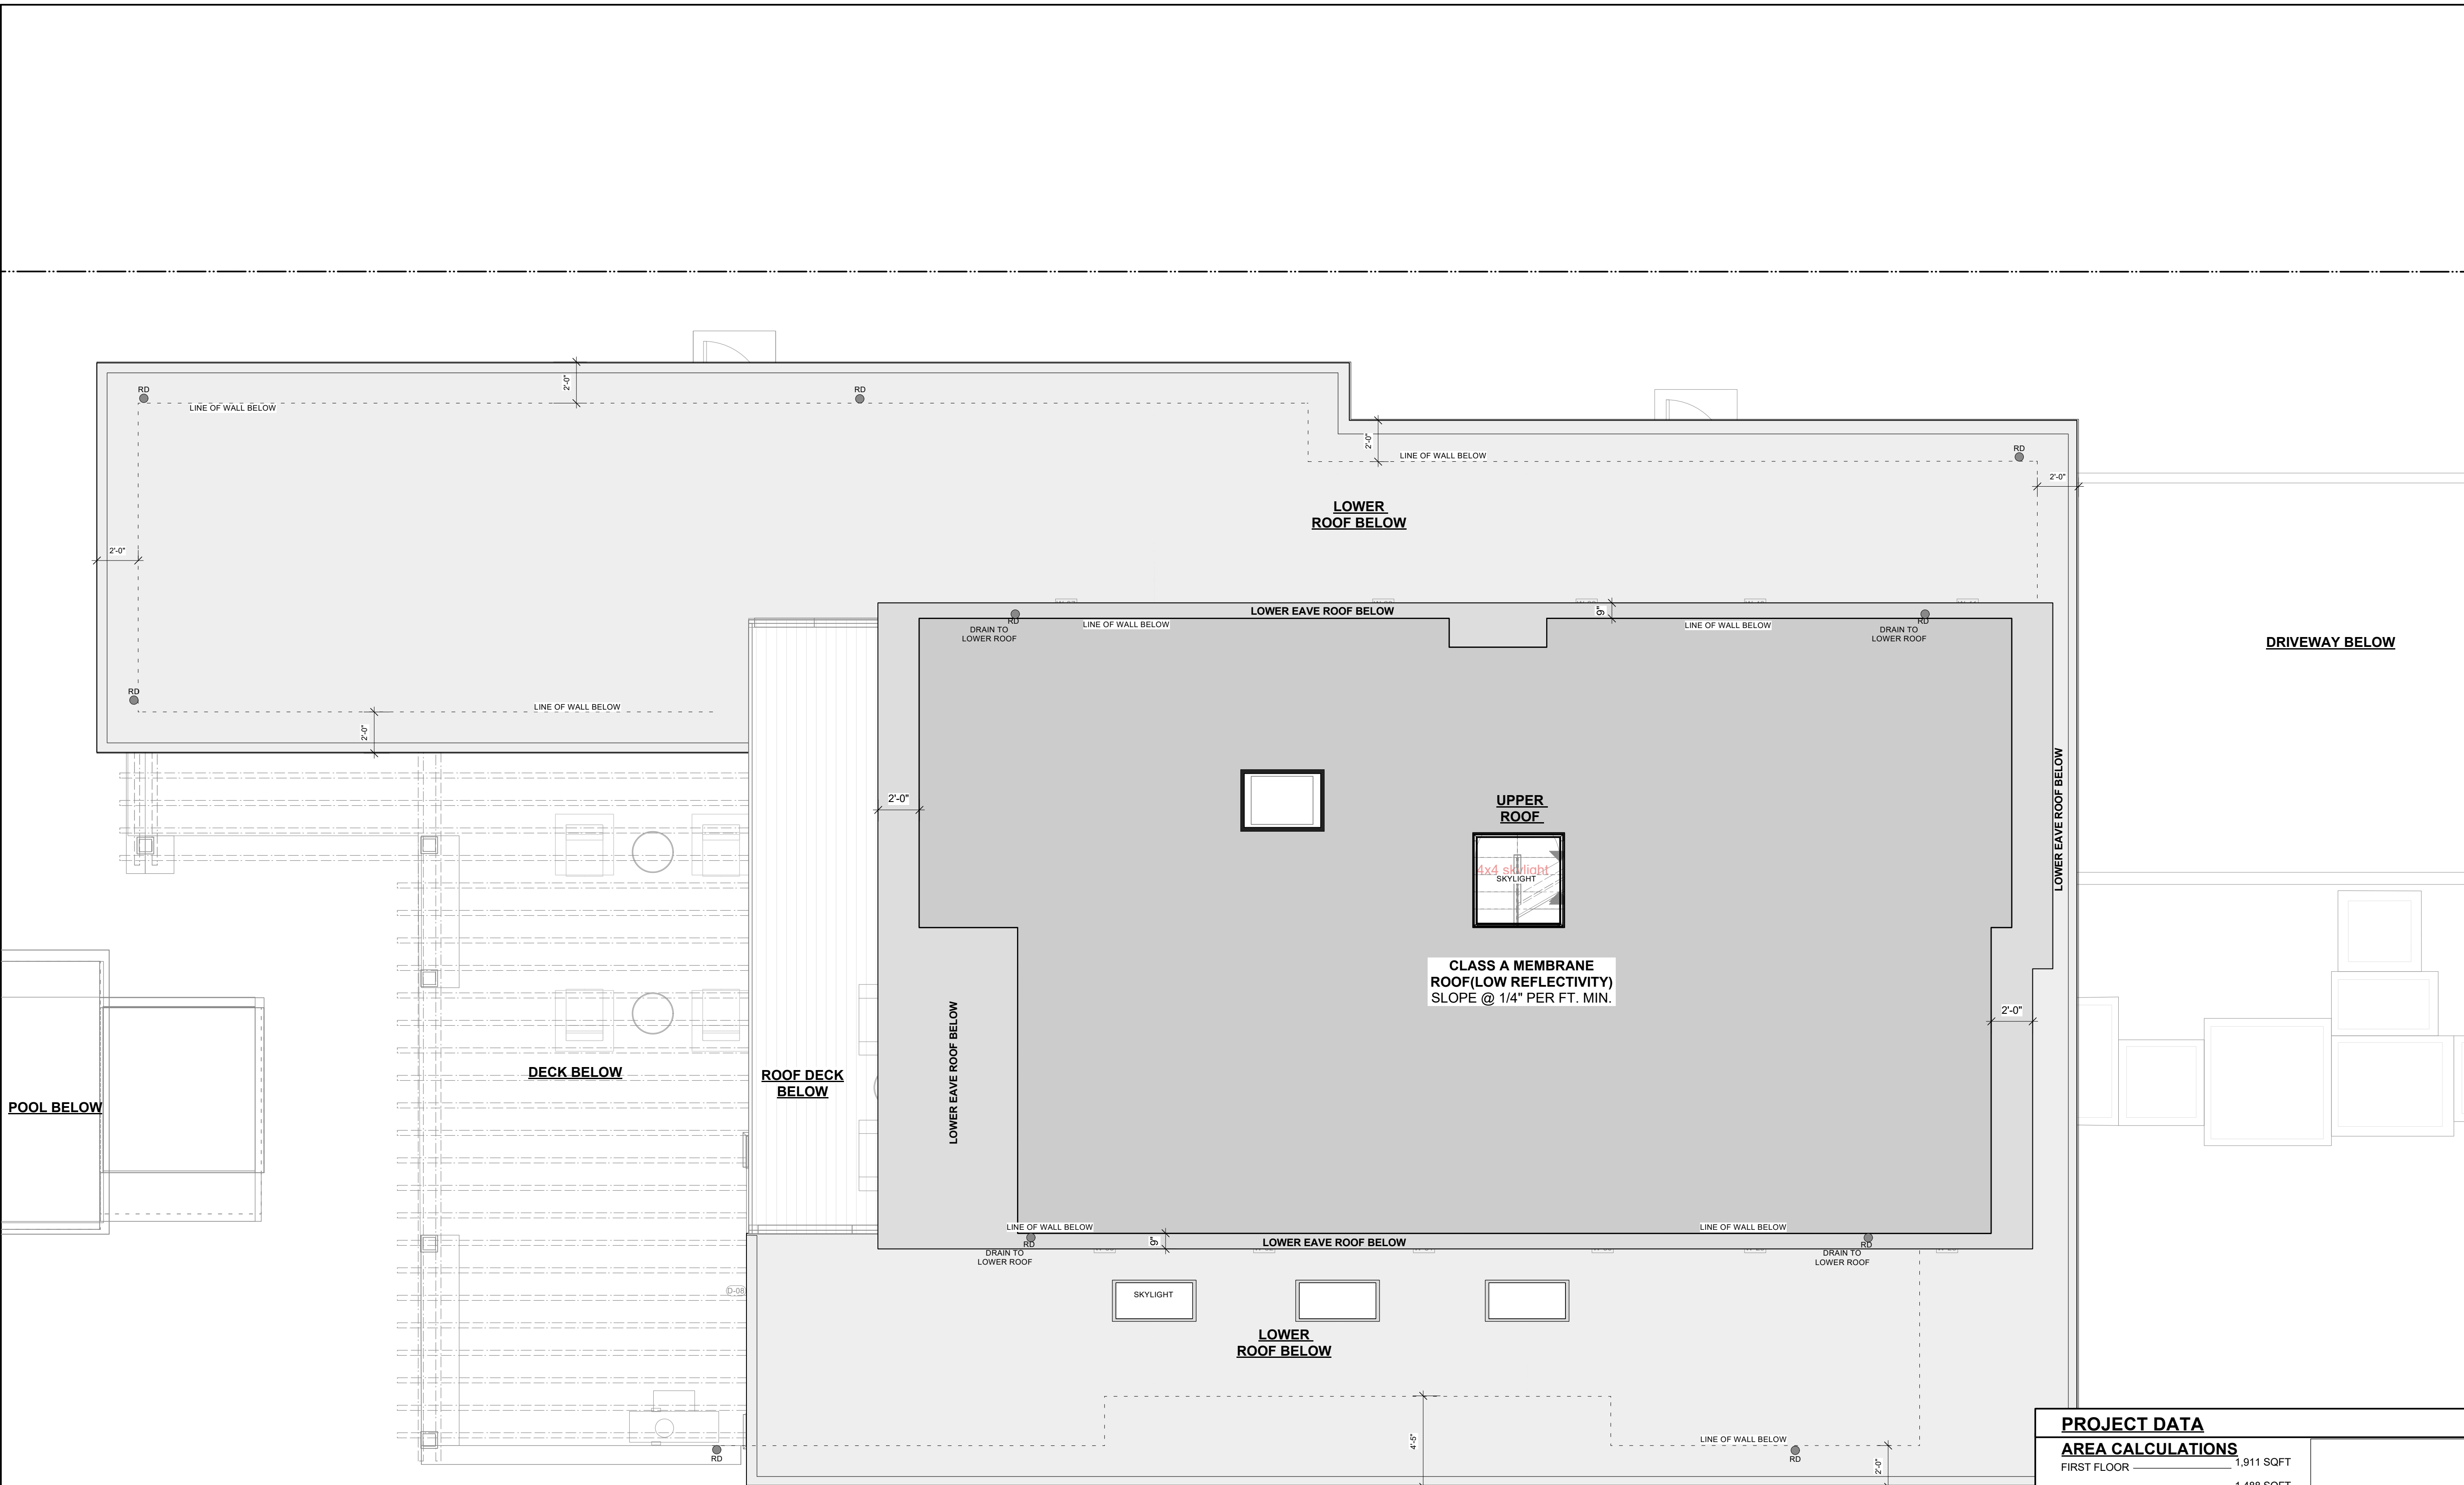 RD
RD
2'-0"
LINE OF WALL BELOW
2'-0"
LINE OF WALL BELOW
RD
2'-0"
LOWER
ROOF BELOW
2'-0"
LOWER EAVE ROOF BELOW
9"
RD
DRAIN TO
LOWER ROOF
LINE OF WALL BELOW
LINE OF WALL BELOW
RD
DRAIN TO
LOWER ROOF
DRIVEWAY BELOW
RD
LINE OF WALL BELOW
2'-0"
2'-0"
UPPER
ROOF
LOWER EAVE ROOF BELOW
4x4 skylight
SKYLIGHT
CLASS A MEMBRANE
ROOF(LOW REFLECTIVITY)
SLOPE @ 1/4" PER FT. MIN.
2'-0"
LOWER EAVE ROOF BELOW
DECK BELOW
ROOF DECK
BELOW
POOL BELOW
LINE OF WALL BELOW
LINE OF WALL BELOW
9"
LOWER EAVE ROOF BELOW
RD
DRAIN TO
LOWER ROOF
RD
DRAIN TO
LOWER ROOF
D-08
SKYLIGHT
LOWER
ROOF BELOW
4'-5"
LINE OF WALL BELOW
RD
RD
2'-0"
PROJECT DATA
AREA CALCULATIONS
FIRST FLOOR 1,911 SQFT
1,488 SQFT